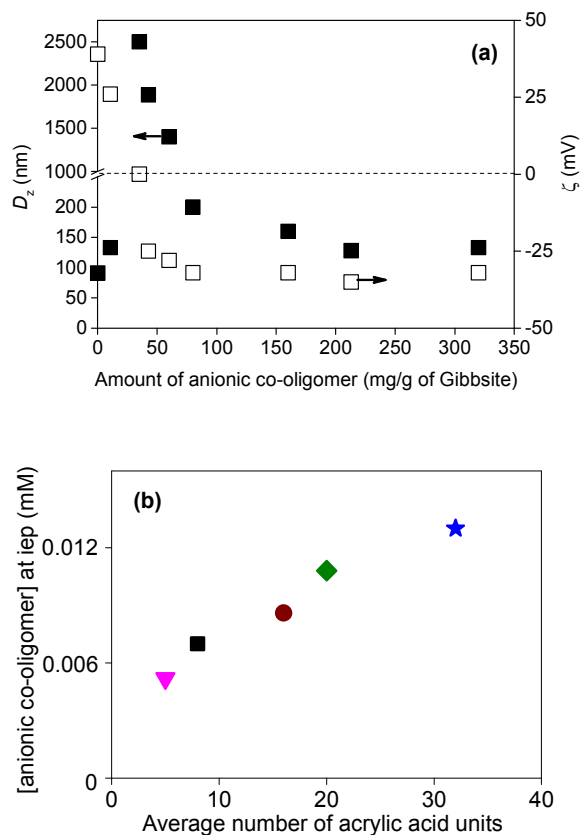 (a)
2500
2000
1500
1000
200
150
100
50
0
D_z (nm)
50
25
0
-25
-50
ζ (mV)
0 50 100 150 200 250 300 350
Amount of anionic co-oligomer (mg/g of Gibbsite)
(b)
[anionic co-oligomer] at iep (mM)
0.012
0.006
0
0 10 20 30 40
Average number of acrylic acid units